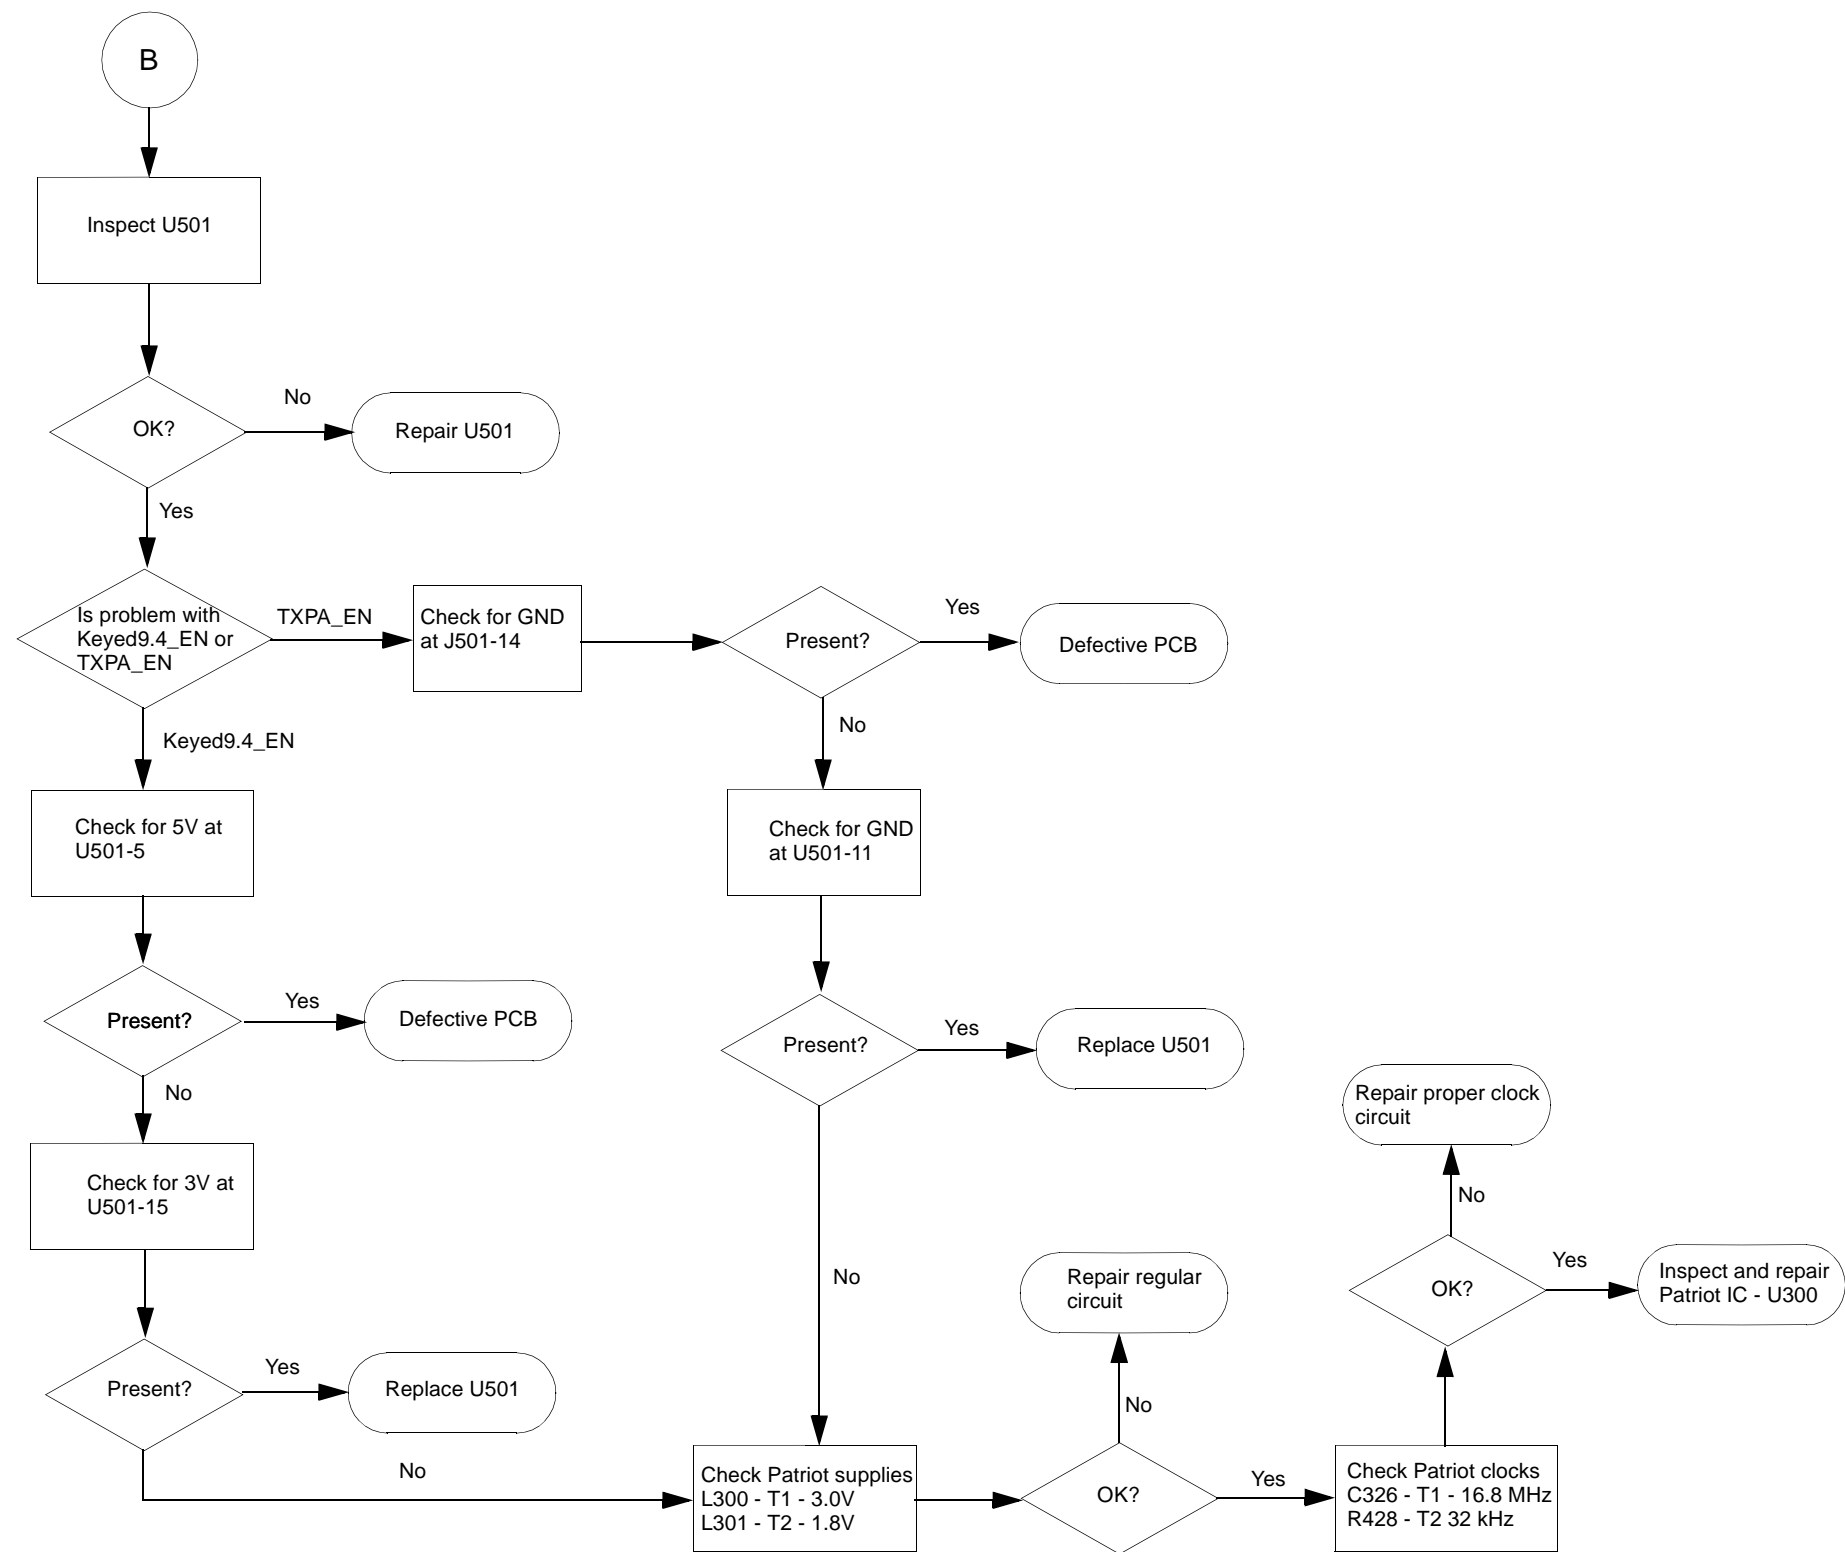 B
Inspect U501
OK?
No
Repair U501
Yes
Is problem with
Keyed9.4_EN or
TXPA_EN
TXPA_EN
Check for GND
at J501-14
Present?
Yes
Defective PCB
No
Keyed9.4_EN
Check for 5V at
U501-5
Check for GND
at U501-11
Present?
Yes
Defective PCB
No
Present?
Yes
Replace U501
Check for 3V at
U501-15
Repair proper clock
circuit
No
No
Repair regular
circuit
OK?
Yes
Inspect and repair
Patriot IC - U300
Present?
Yes
Replace U501
No
No
Check Patriot supplies
L300 - T1 - 3.0V
L301 - T2 - 1.8V
OK?
Yes
Check Patriot clocks
C326 - T1 - 16.8 MHz
R428 - T2 32 kHz